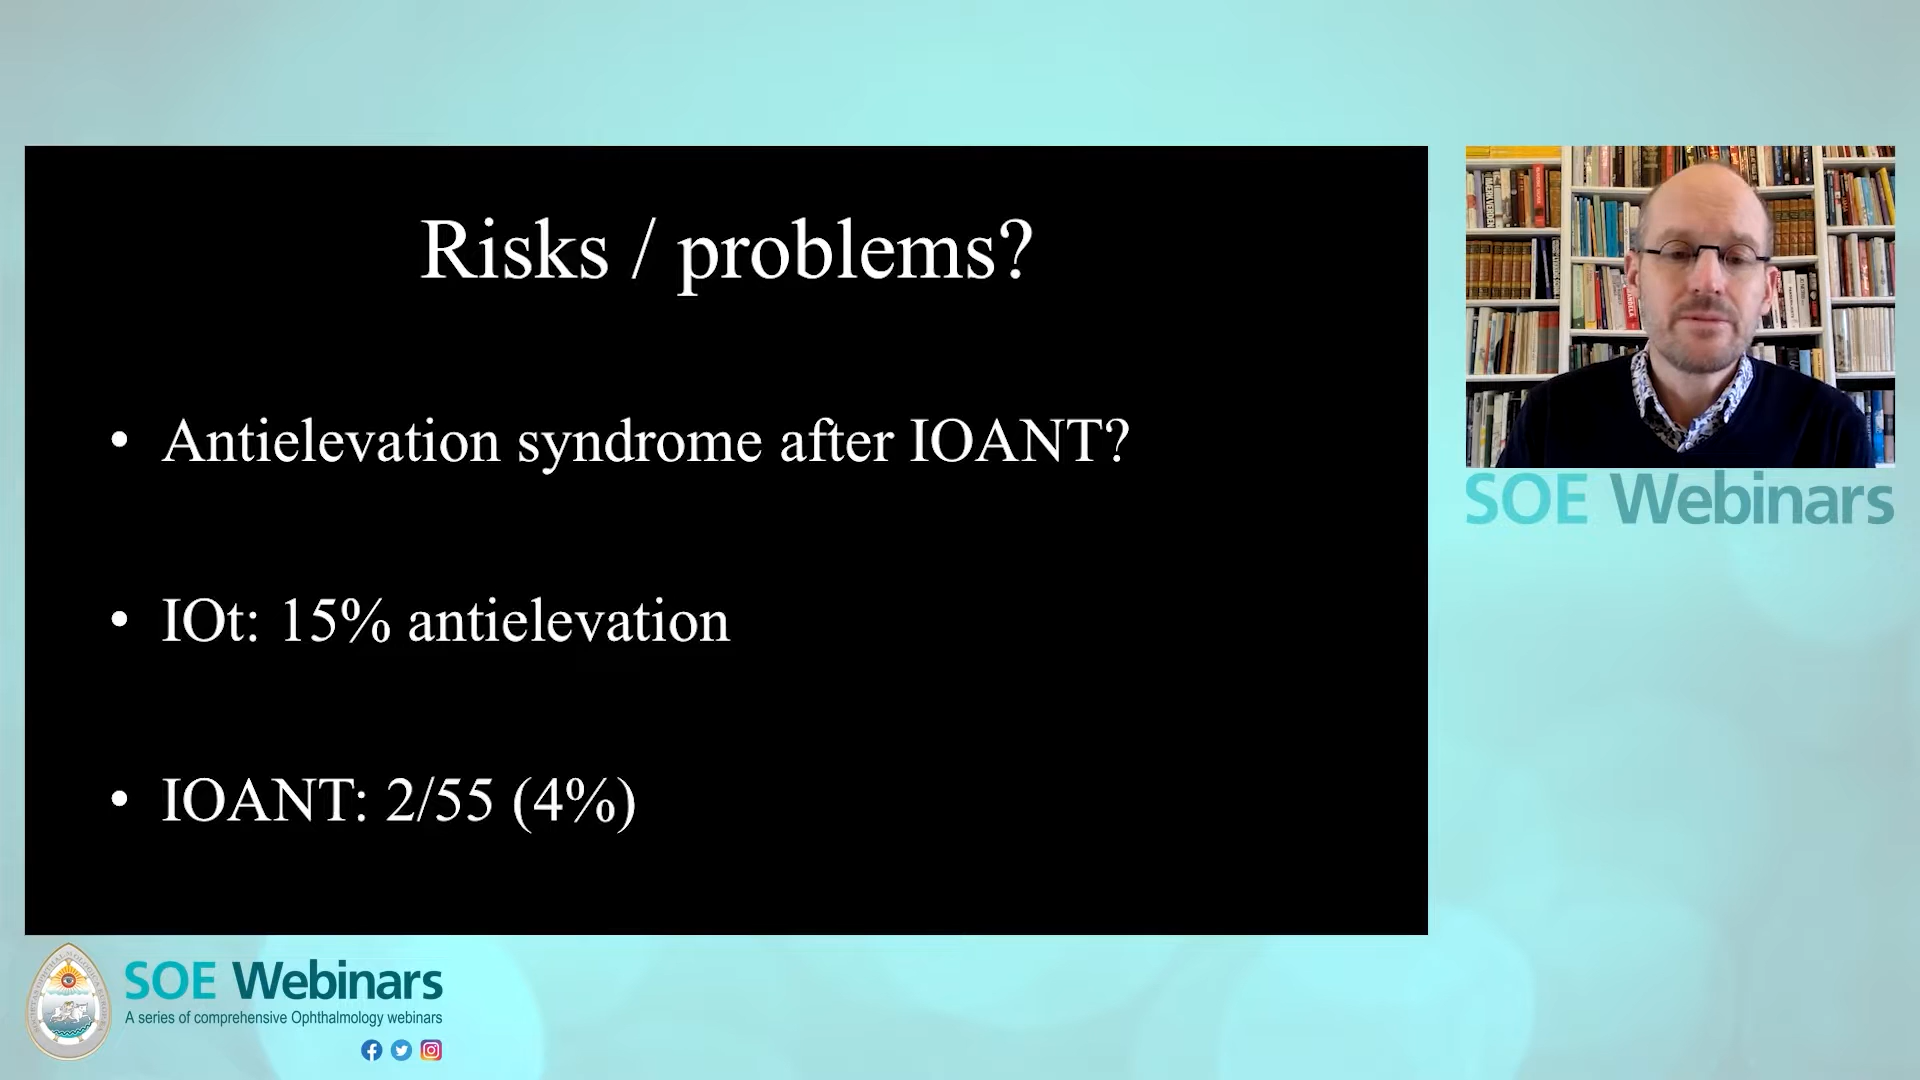 Risks / problems?
• Antielevation syndrome after IOANT?
• IOt: 15% antielevation
• IOANT: 2/55 (4%)
SOE Webinars
SOE Webinars
A series of comprehensive Ophthalmology webinars